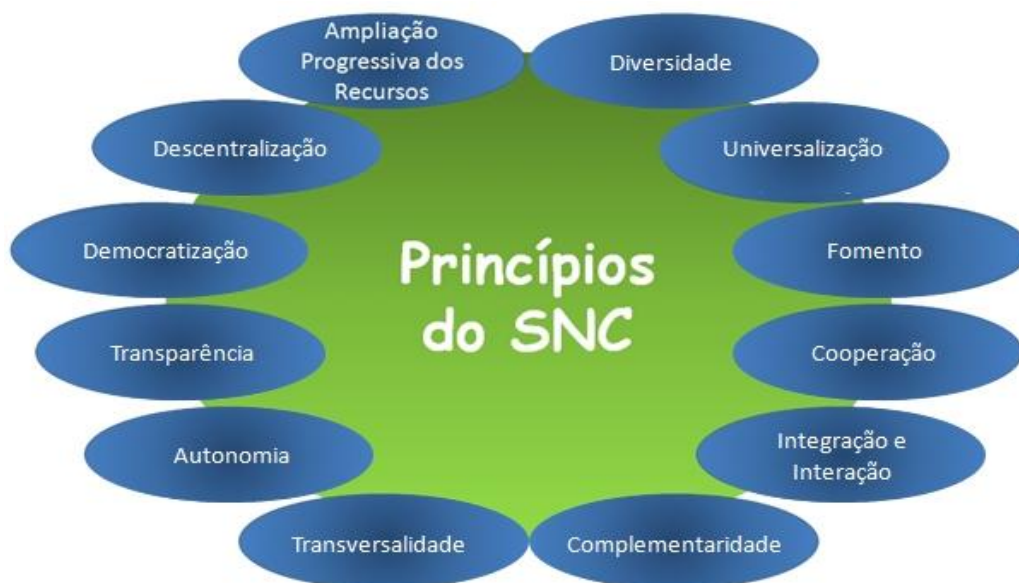 Ampliação
Progressiva dos
Recursos
Diversidade
Descentralização
Universalização
Democratização
Fomento
Princípios
do SNC
Transparência
Cooperação
Autonomia
Integração e
Interação
Transversalidade
Complementaridade